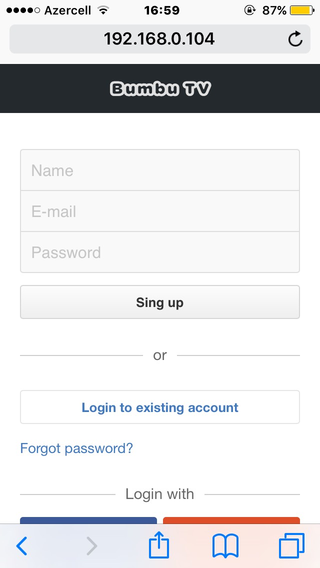 Azercell 16:59 87%
192.168.0.104
Bumbu TV
Name
E-mail
Password
Sing up
or
Login to existing account
Forgot password?
Login with